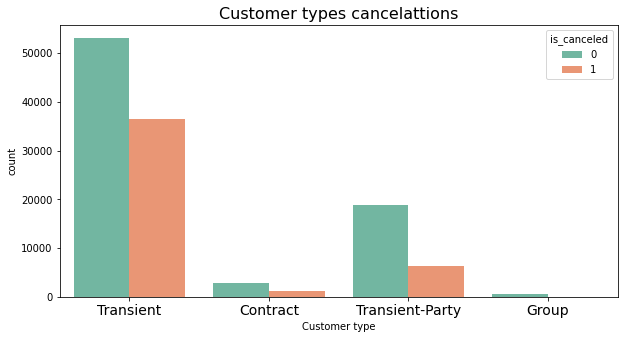 Customer types cancelattions
is_canceled
0
1
50000
40000
30000
20000
10000
0
count
Transient Contract Transient-Party Group
Customer type